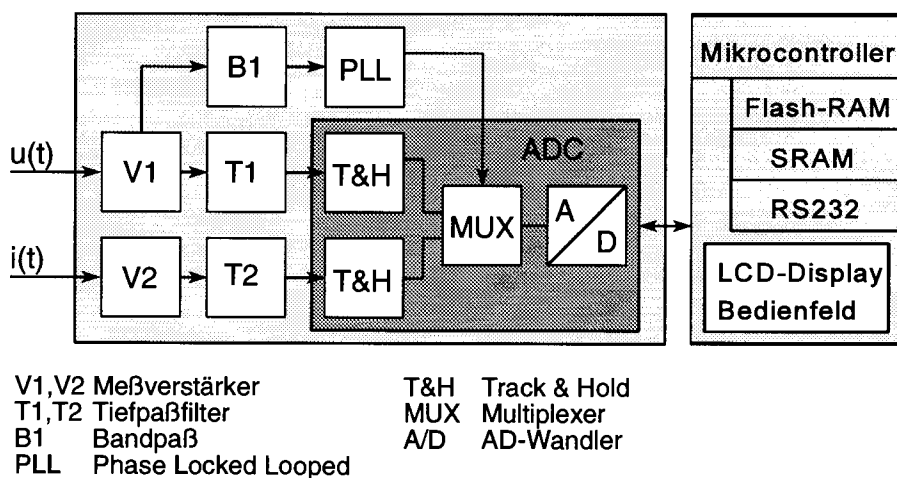 B1
PLL
Mikrocontroller
Flash-RAM
SRAM
RS232
LCD-Display
Bedienfeld
ADC
u(t)
V1
T1
T&H
MUX
A
D
i(t)
V2
T2
T&H
V1,V2 Meßverstärker
T1,T2 Tiefpaßfilter
B1 Bandpaß
PLL Phase Locked Looped
T&H Track & Hold
MUX Multiplexer
A/D AD-Wandler